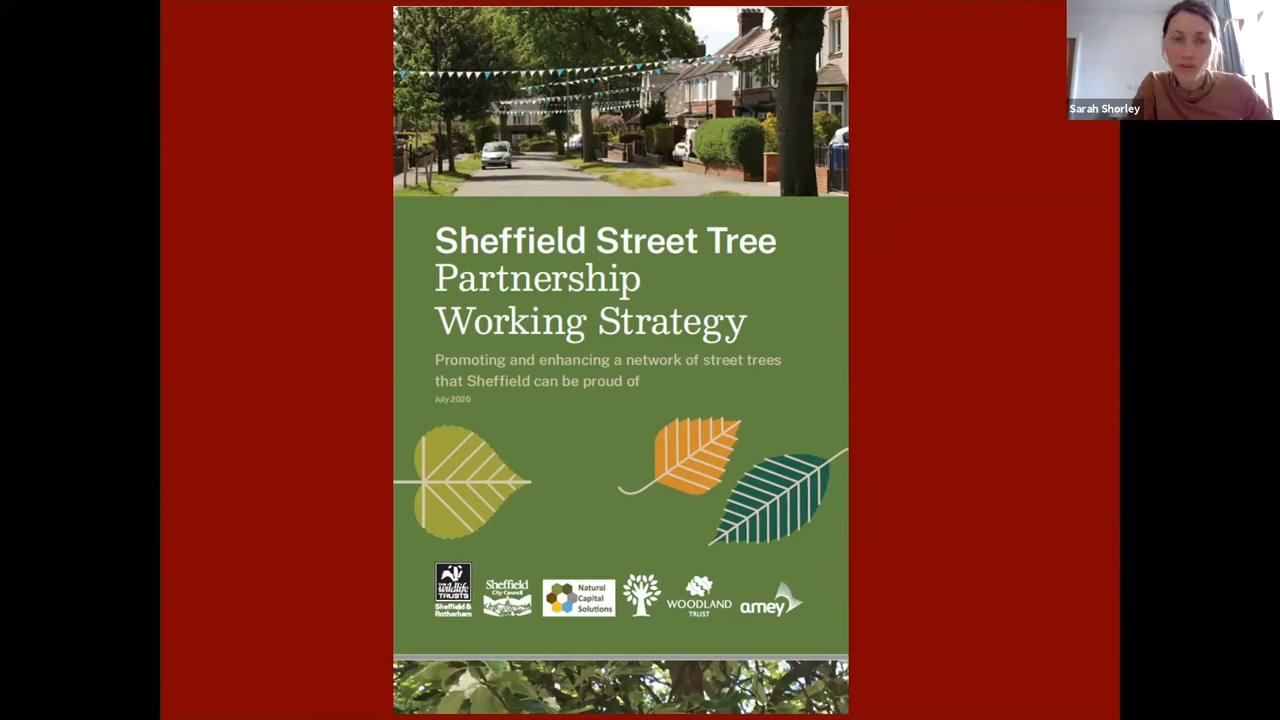 Sarah Shorley
Sheffield Street Tree
Partnership
Working Strategy
Promoting and enhancing a network of street trees
that Sheffield can be proud of
July 2020
THE
wildlife
TRUSTS
Sheffield &
Rotherham
Sheffield
City Council
Natural
Capital
Solutions
WOODLAND
TRUST
amey